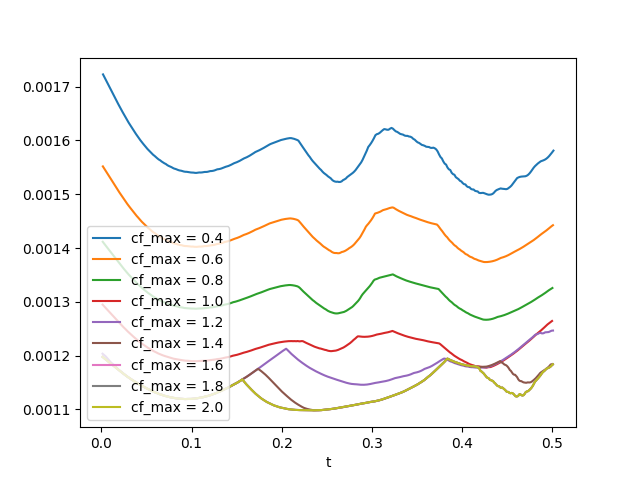 0.0017
0.0016
0.0015
0.0014
0.0013
0.0012
0.0011
cf_max = 0.4
cf_max = 0.6
cf_max = 0.8
cf_max = 1.0
cf_max = 1.2
cf_max = 1.4
cf_max = 1.6
cf_max = 1.8
cf_max = 2.0
0.0 0.1 0.2 0.3 0.4 0.5
t